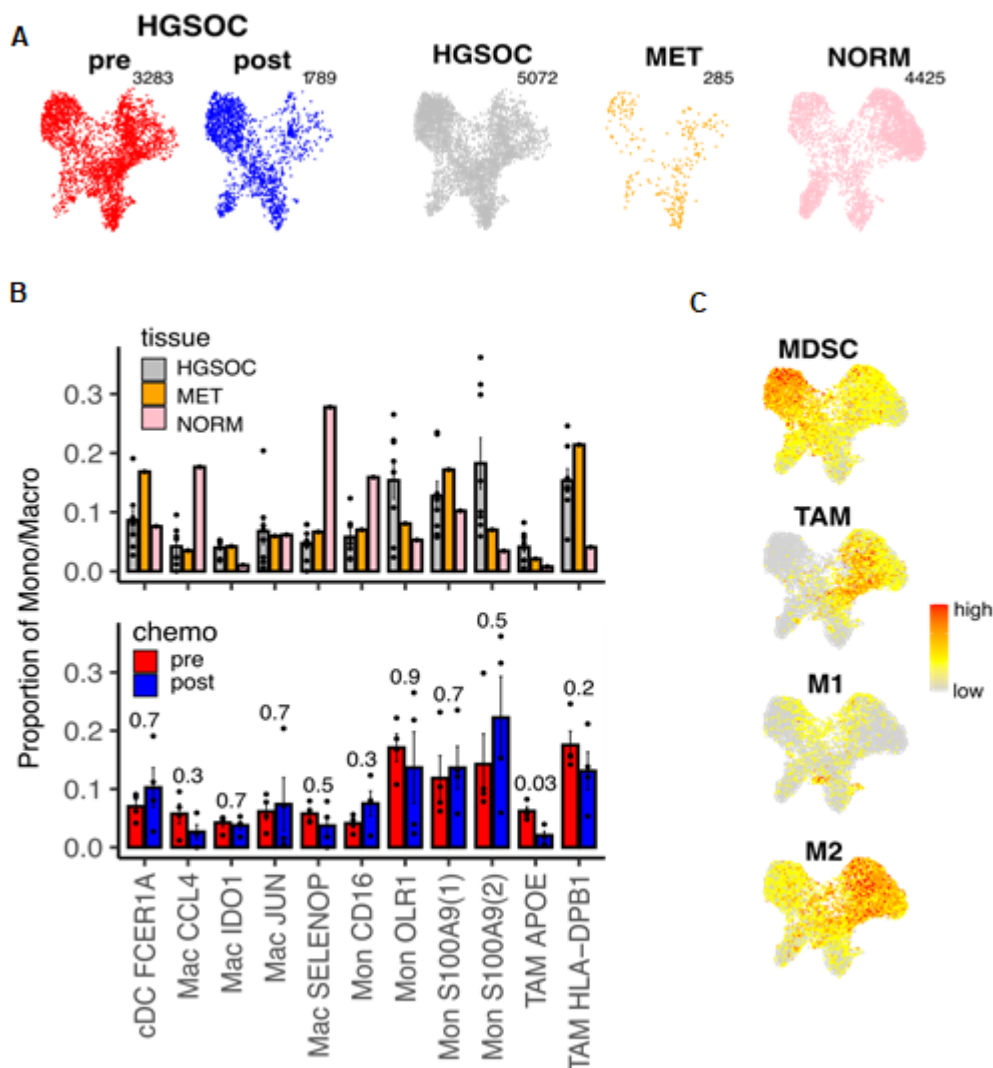 A
HGSOC
pre
3283
post
1789
HGSOC
5072
MET
285
NORM
4425
B
tissue
HGSOC
MET
NORM
Proportion of Mono/Macro
0.3
0.2
0.1
0.0
chemo
pre
post
0.3
0.2
0.1
0.0
0.7
0.3
0.7
0.7
0.5
0.3
0.9
0.7
0.5
0.03
0.2
cDC FCER1A
Mac CCL4
Mac IDO1
Mac JUN
Mac SELENOP
Mon CD16
Mon OLR1
Mon S100A9(1)
Mon S100A9(2)
TAM APOE
TAM HLA−DPB1
C
MDSC
TAM
high
low
M1
M2